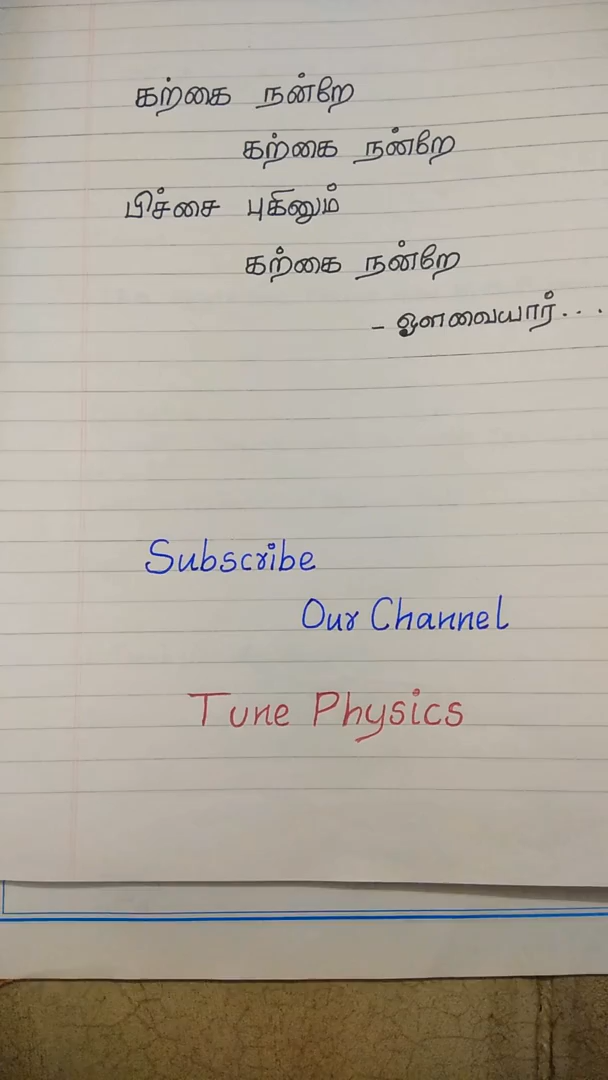 கற்கை நன்றே
கற்கை நன்றே
பிச்சை புகினும்
கற்கை நன்றே
- ஔவையார்...
Subscribe
Our Channel
Tune Physics